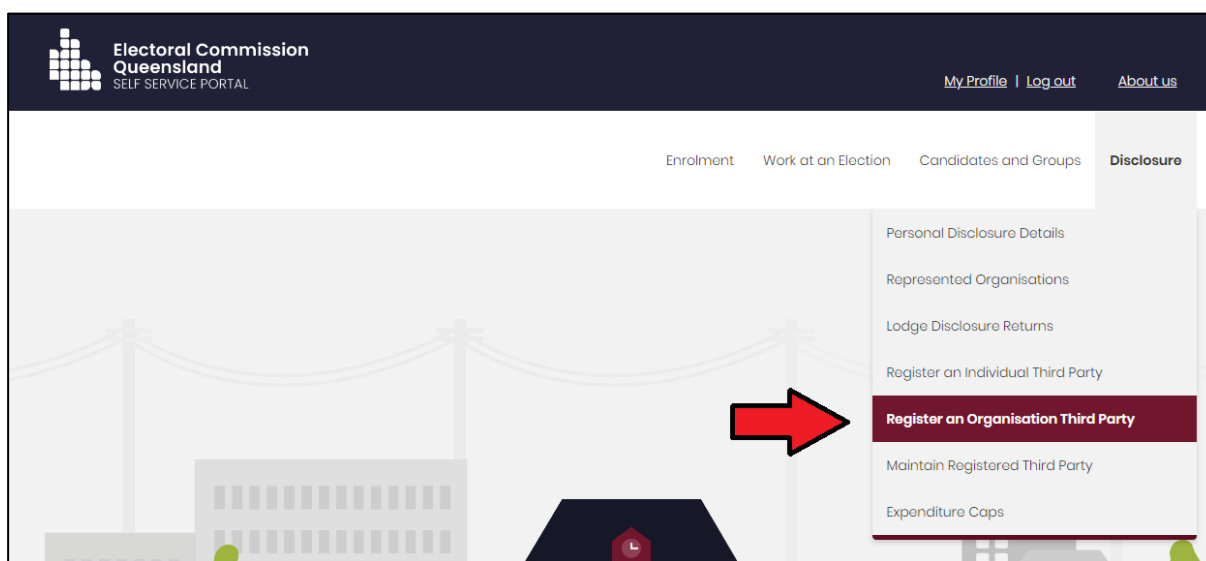 Electoral Commission
Queensland
SELF SERVICE PORTAL
My Profile | Log out About us
Enrolment Work at an Election Candidates and Groups Disclosure
Personal Disclosure Details
Represented Organisations
Lodge Disclosure Returns
Register an Individual Third Party
Register an Organisation Third Party
Maintain Registered Third Party
Expenditure Caps